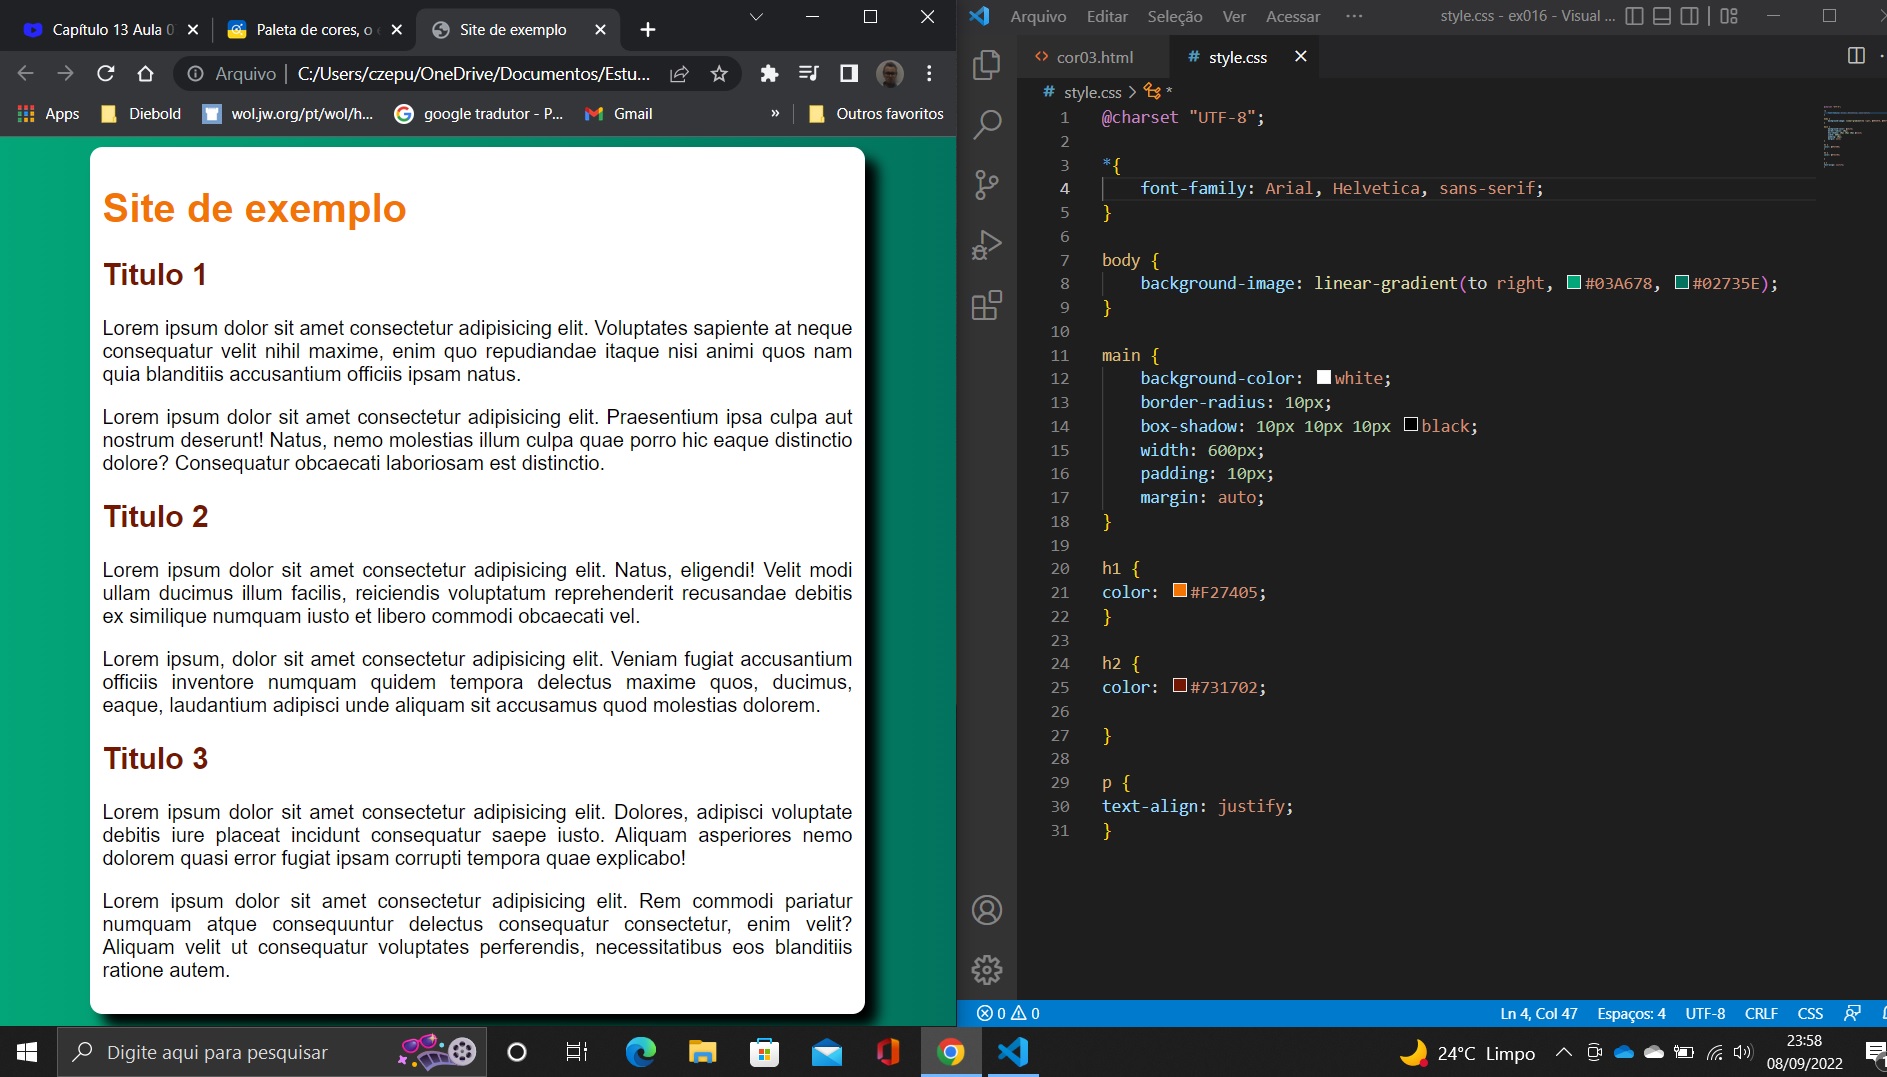 Capítulo 13 Aula 0
Paleta de cores, o
Site de exemplo
Arquivo
C:/Users/czepu/OneDrive/Documentos/Estu...
Apps
Diebold
wol.jw.org/pt/wol/h...
google tradutor - P...
Gmail
»
Outros favoritos
Site de exemplo
Titulo 1
Lorem ipsum dolor sit amet consectetur adipisicing elit. Voluptates sapiente at neque
consequatur velit nihil maxime, enim quo repudiandae itaque nisi animi quos nam
quia blanditiis accusantium officiis ipsam natus.
Lorem ipsum dolor sit amet consectetur adipisicing elit. Praesentium ipsa culpa aut
nostrum deserunt! Natus, nemo molestias illum culpa quae porro hic eaque distinctio
dolore? Consequatur obcaecati laboriosam est distinctio.
Titulo 2
Lorem ipsum dolor sit amet consectetur adipisicing elit. Natus, eligendi! Velit modi
ullam ducimus illum facilis, reiciendis voluptatum reprehenderit recusandae debitis
ex similique numquam iusto et libero commodi obcaecati vel.
Lorem ipsum, dolor sit amet consectetur adipisicing elit. Veniam fugiat accusantium
officiis inventore numquam quidem tempora delectus maxime quos, ducimus,
eaque, laudantium adipisci unde aliquam sit accusamus quod molestias dolorem.
Titulo 3
Lorem ipsum dolor sit amet consectetur adipisicing elit. Dolores, adipisci voluptate
debitis iure placeat incidunt consequatur saepe iusto. Aliquam asperiores nemo
dolorem quasi error fugiat ipsam corrupti tempora quae explicabo!
Lorem ipsum dolor sit amet consectetur adipisicing elit. Rem commodi pariatur
numquam atque consequuntur delectus consequatur consectetur, enim velit?
Aliquam velit ut consequatur voluptates perferendis, necessitatibus eos blanditiis
ratione autem.
Arquivo Editar Seleção Ver Acessar ···
style.css - ex016 - Visual ...
cor03.html
# style.css
# style.css > *
1 @charset "UTF-8";
2
3 *{
4 font-family: Arial, Helvetica, sans-serif;
5 }
6
7 body {
8 background-image: linear-gradient(to right, #03A678, #02735E);
9 }
10
11 main {
12 background-color: white;
13 border-radius: 10px;
14 box-shadow: 10px 10px 10px black;
15 width: 600px;
16 padding: 10px;
17 margin: auto;
18 }
19
20 h1 {
21 color: #F27405;
22 }
23
24 h2 {
25 color: #731702;
26
27 }
28
29 p {
30 text-align: justify;
31 }
0 0
Ln 4, Col 47 Espaços: 4 UTF-8 CRLF CSS
Digite aqui para pesquisar
24°C Limpo
23:58
08/09/2022